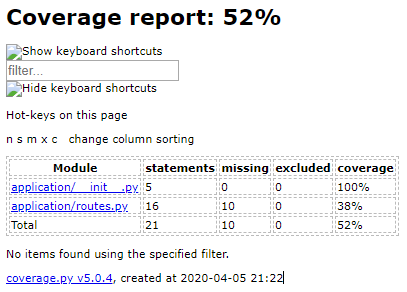 Coverage report: 52%
Show keyboard shortcuts
filter...
Hide keyboard shortcuts
Hot-keys on this page
n s m x c change column sorting
Module statements missing excluded coverage
application/__init__.py 5 0 0 100%
application/routes.py 16 10 0 38%
Total 21 10 0 52%
No items found using the specified filter.
coverage.py v5.0.4, created at 2020-04-05 21:22